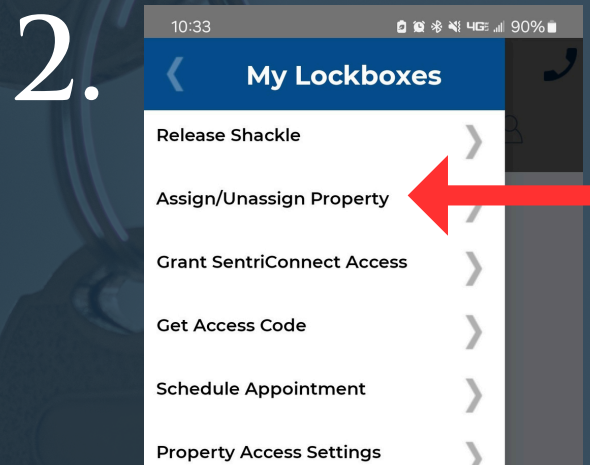 2.
10:33 4GE 90%
My Lockboxes
Release Shackle
Assign/Unassign Property
Grant SentriConnect Access
Get Access Code
Schedule Appointment
Property Access Settings